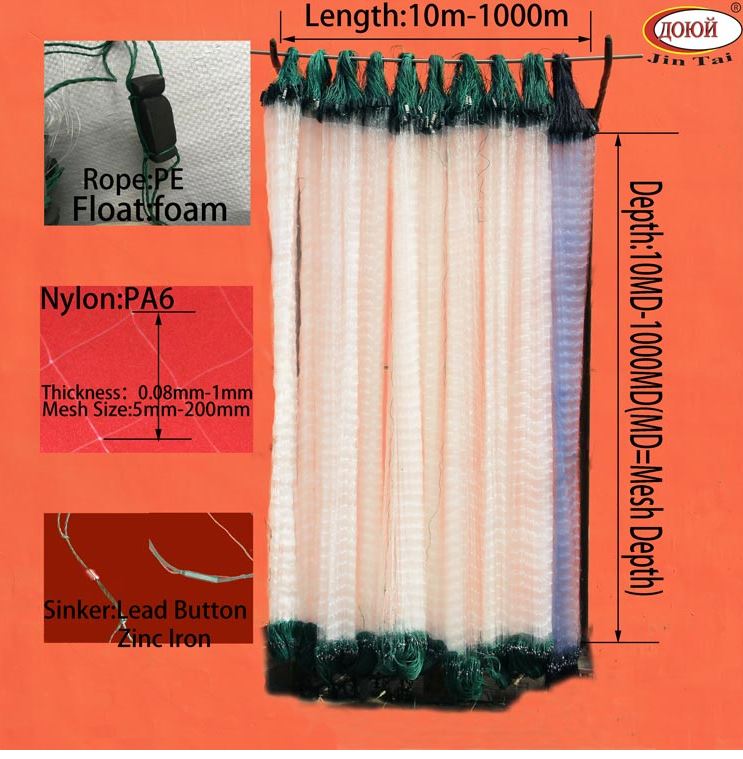 Length:10m-1000m
ДОЮЙ
®
Jin Tai
Rope:PE
Float:foam
Nylon:PA6
Thickness: 0.08mm-1mm
Mesh Size:5mm-200mm
Depth:10MD-1000MD(MD=Mesh Depth)
Sinker:Lead Button
Zinc Iron